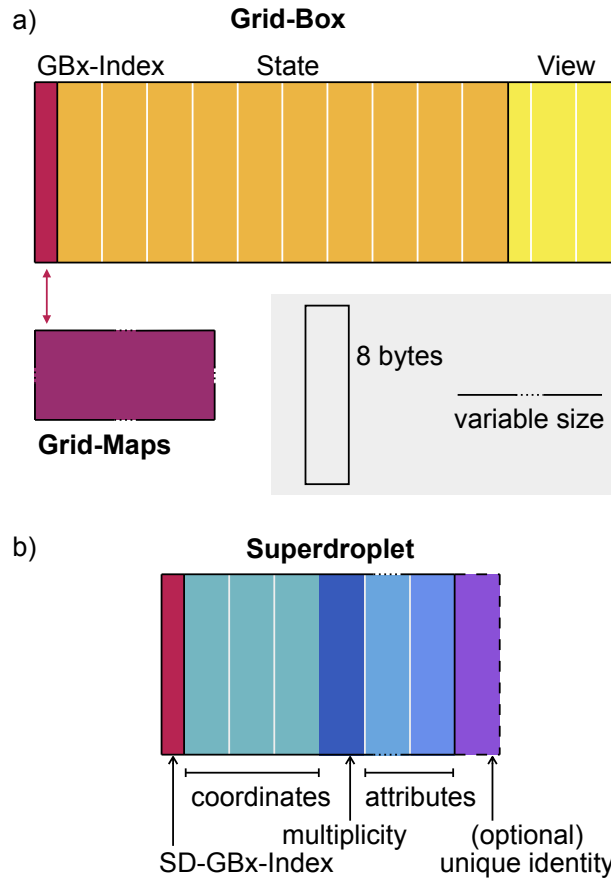 a)
Grid-Box
GBx-Index
State
View
8 bytes
variable size
Grid-Maps
b)
Superdroplet
coordinates
attributes
multiplicity
(optional)
SD-GBx-Index
unique identity